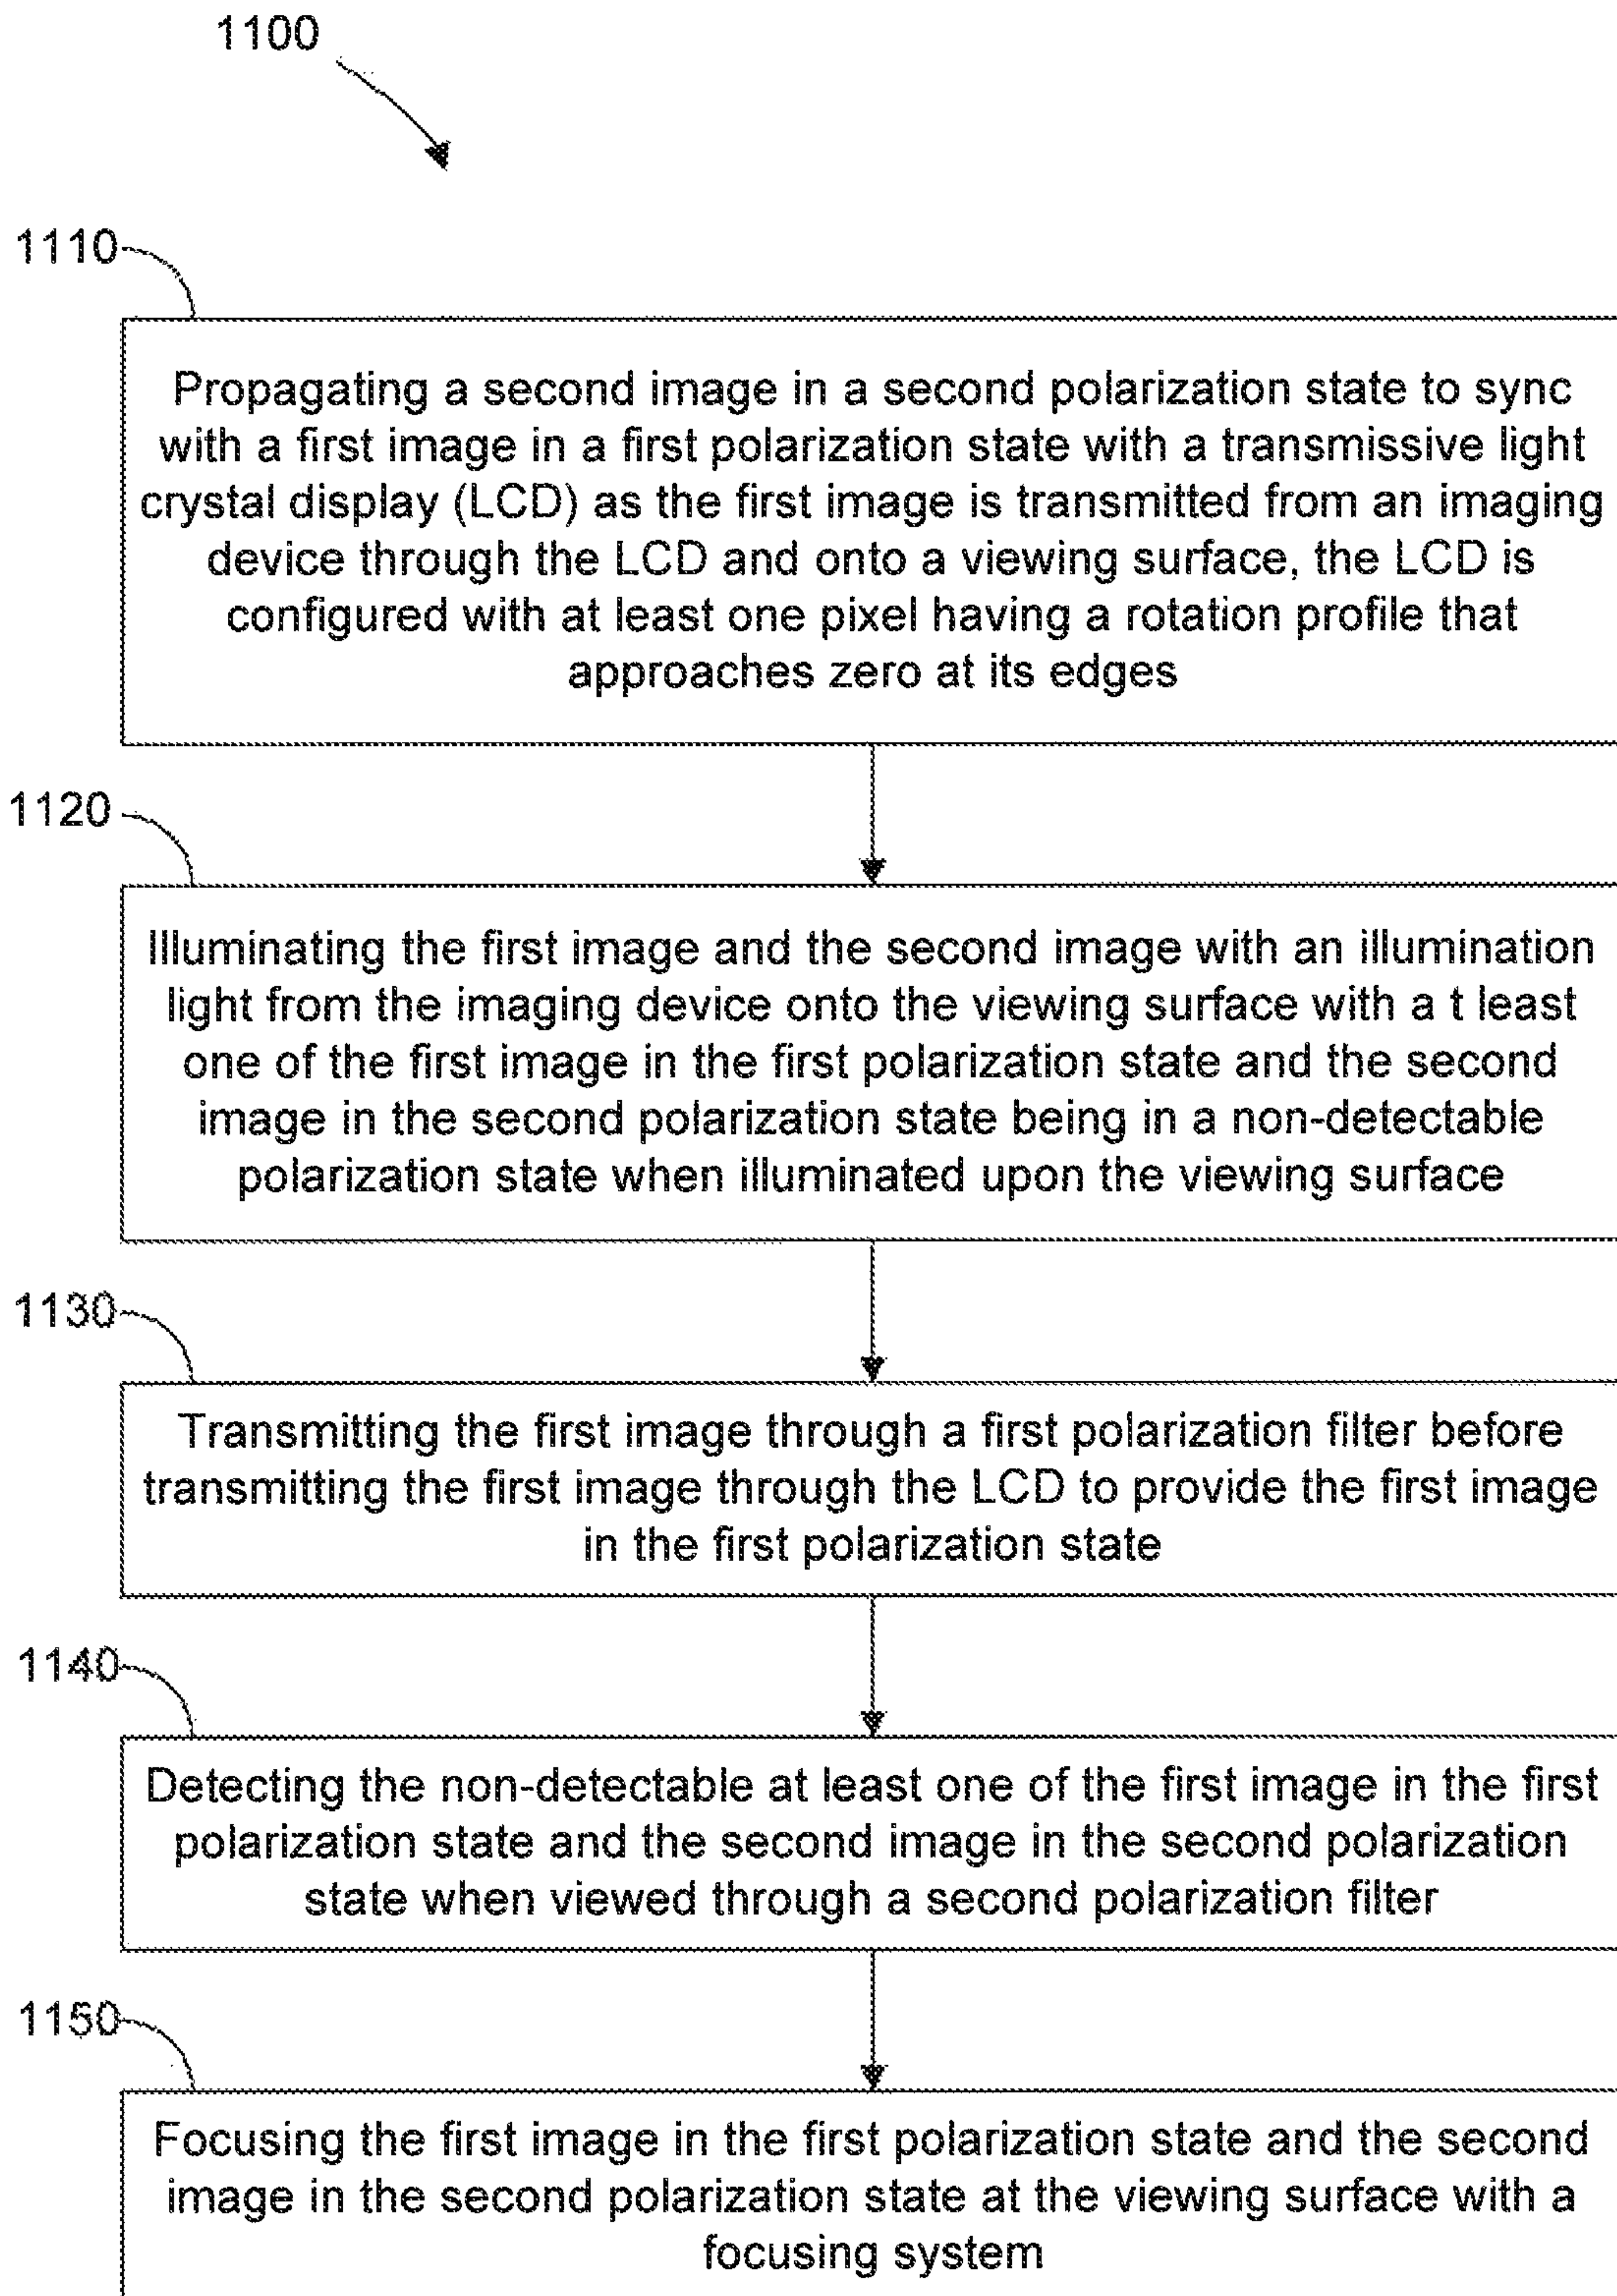 1100
1110
Propagating a second image in a second polarization state to sync
with a first image in a first polarization state with a transmissive light
crystal display (LCD) as the first image is transmitted from an imaging
device through the LCD and onto a viewing surface, the LCD is
configured with at least one pixel having a rotation profile that
approaches zero at its edges
1120
Illuminating the first image and the second image with an illumination
light from the imaging device onto the viewing surface with a t least
one of the first image in the first polarization state and the second
image in the second polarization state being in a non-detectable
polarization state when illuminated upon the viewing surface
1130
Transmitting the first image through a first polarization filter before
transmitting the first image through the LCD to provide the first image
in the first polarization state
1140
Detecting the non-detectable at least one of the first image in the first
polarization state and the second image in the second polarization
state when viewed through a second polarization filter
1150
Focusing the first image in the first polarization state and the second
image in the second polarization state at the viewing surface with a
focusing system